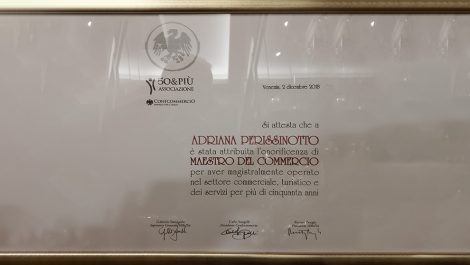 50&PIÙ
ASSOCIAZIONE
CONFCOMMERCIO
Venezia, 2 dicembre 2018
Si attesta che a
ADRIANA PERISSINOTTO
è stata attribuita l'onorificenza di
MAESTRO DEL COMMERCIO
per aver magistralmente operato
nel settore commerciale, turistico e
dei servizi per più di cinquanta anni